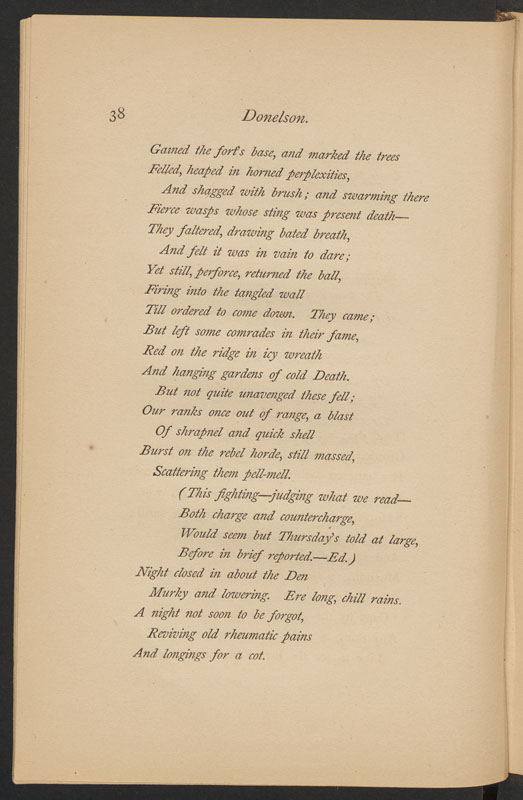 38 Donelson.
Gained the fort's base, and marked the trees
Felled, heaped in horned perplexities,
And shagged with brush; and swarming there
Fierce wasps whose sting was present death—
They faltered, drawing bated breath,
And felt it was in vain to dare;
Yet still, perforce, returned the ball,
Firing into the tangled wall
Till ordered to come down. They came;
But left some comrades in their fame,
Red on the ridge in icy wreath
And hanging gardens of cold Death.
But not quite unavenged these fell;
Our ranks once out of range, a blast
Of shrapnel and quick shell
Burst on the rebel horde, still massed,
Scattering them pell-mell.
(This fighting—judging what we read—
Both charge and countercharge,
Would seem but Thursday's told at large,
Before in brief reported.—Ed.)
Night closed in about the Den
Murky and lowering. Ere long, chill rains.
A night not soon to be forgot,
Reviving old rheumatic pains
And longings for a cot.